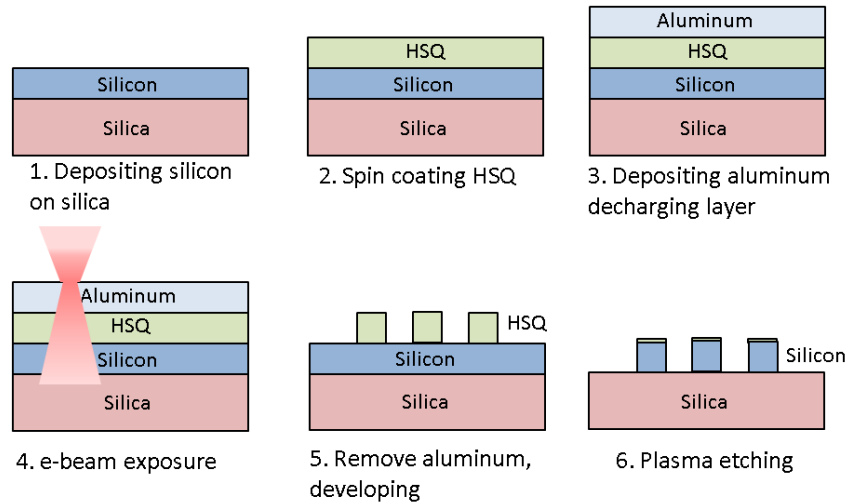 Silicon
Silica
1. Depositing silicon
on silica
HSQ
Silicon
Silica
2. Spin coating HSQ
Aluminum
HSQ
Silicon
Silica
3. Depositing aluminum
decharging layer
Aluminum
HSQ
Silicon
Silica
4. e-beam exposure
HSQ
Silicon
Silica
5. Remove aluminum,
developing
Silicon
Silica
6. Plasma etching